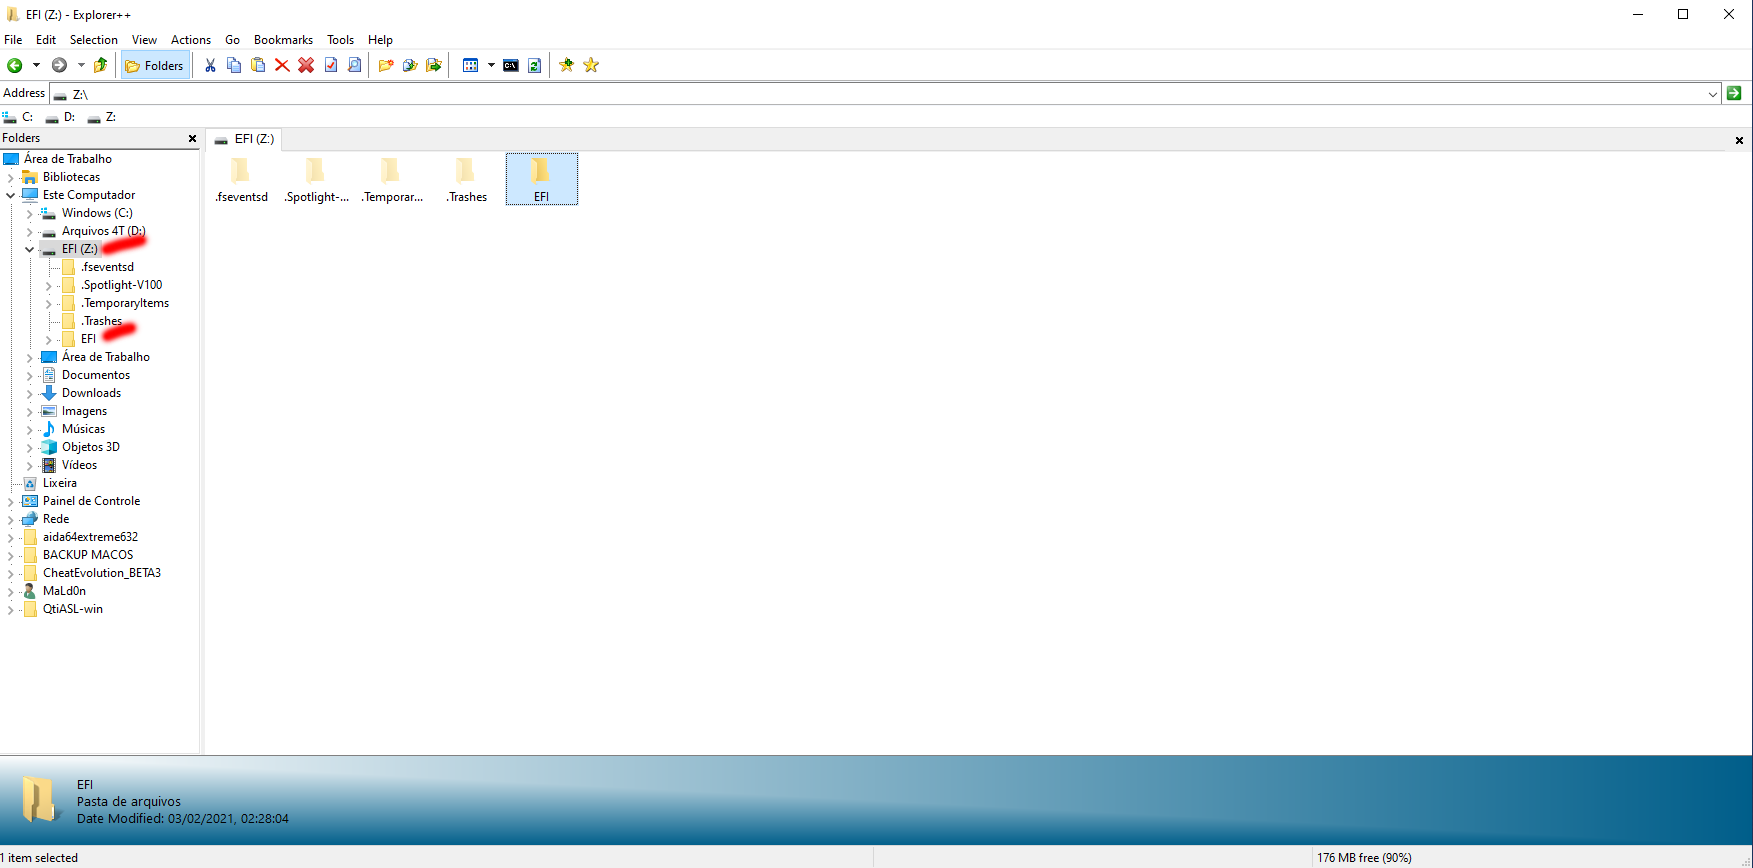 EFI (Z:) - Explorer++
File Edit Selection View Actions Go Bookmarks Tools Help
Folders
Address Z:\
C: D: Z:
Folders
EFI (Z:)
Área de Trabalho
Bibliotecas
Este Computador
Windows (C:)
Arquivos 4T (D:)
EFI (Z:)
.fseventsd
.Spotlight-V100
.TemporaryItems
.Trashes
EFI
Área de Trabalho
Documentos
Downloads
Imagens
Músicas
Objetos 3D
Vídeos
Lixeira
Painel de Controle
Rede
aida64extreme632
BACKUP MACOS
CheatEvolution_BETA3
MaLd0n
QtiASL-win
.fseventsd .Spotlight-... .Temporar... .Trashes EFI
EFI
Pasta de arquivos
Date Modified: 03/02/2021, 02:28:04
1 item selected
176 MB free (90%)